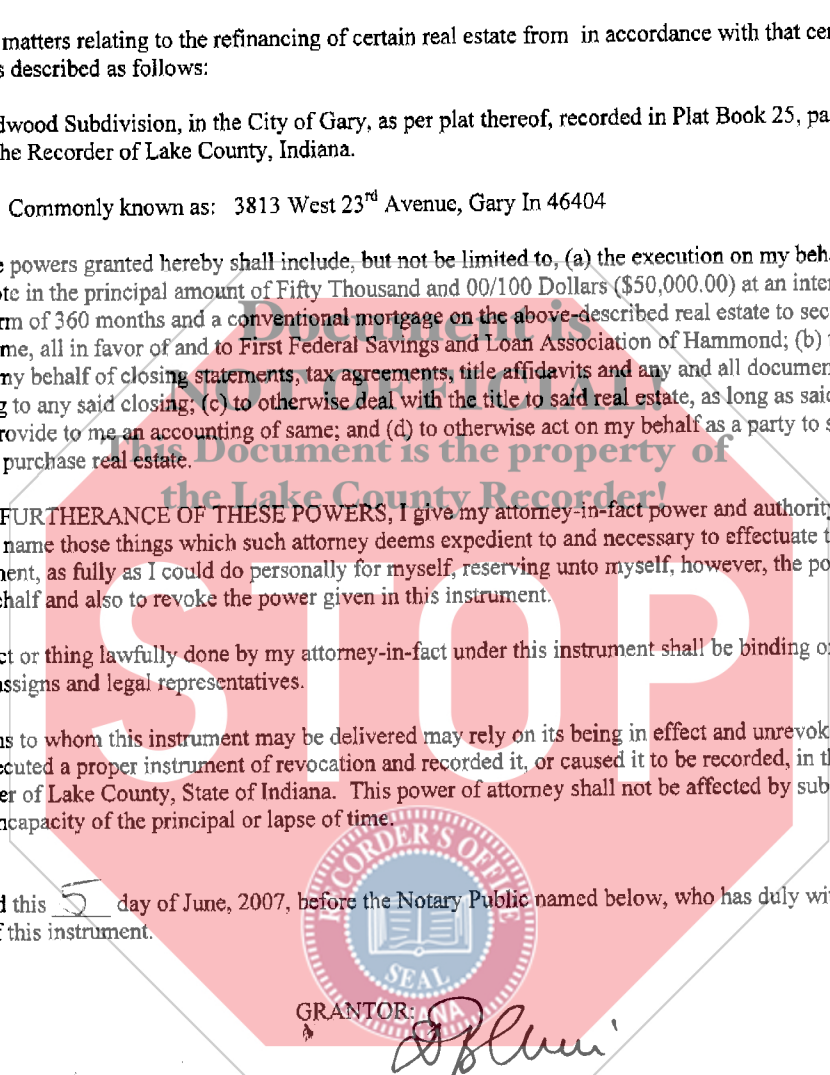 matters relating to the refinancing of certain real estate from in accordance with that cer
s described as follows:
dwood Subdivision, in the City of Gary, as per plat thereof, recorded in Plat Book 25, pa
he Recorder of Lake County, Indiana.
Commonly known as: 3813 West 23rd Avenue, Gary In 46404
e powers granted hereby shall include, but not be limited to, (a) the execution on my beh
te in the principal amount of Fifty Thousand and 00/100 Dollars ($50,000.00) at an inter
rm of 360 months and a conventional mortgage on the above-described real estate to sec
Document is
me, all in favor of and to First Federal Savings and Loan Association of Hammond; (b)
my behalf of closing statements, tax agreements, title affidavits and any and all documen
NOT OFFICIAL!
g to any said closing; (c) to otherwise deal with the title to said real estate, as long as said
rovide to me an accounting of same; and (d) to otherwise act on my behalf as a party to s
This Document is the property of
purchase real estate.
the Lake County Recorder!
FURTHERANCE OF THESE POWERS, I give my attorney-in-fact power and authority
name those things which such attorney deems expedient to and necessary to effectuate t
nent, as fully as I could do personally for myself, reserving unto myself, however, the po
ehalf and also to revoke the power given in this instrument.
STOP
ct or thing lawfully done by my attorney-in-fact under this instrument shall be binding o
assigns and legal representatives.
ns to whom this instrument may be delivered may rely on its being in effect and unrevok
ecuted a proper instrument of revocation and recorded it, or caused it to be recorded, in th
er of Lake County, State of Indiana. This power of attorney shall not be affected by sub
ncapacity of the principal or lapse of time.
RECORDER'S OFFICE
d this 5 day of June, 2007, before the Notary Public named below, who has duly wi
f this instrument.
SEAL
INDIANA
GRANTOR: